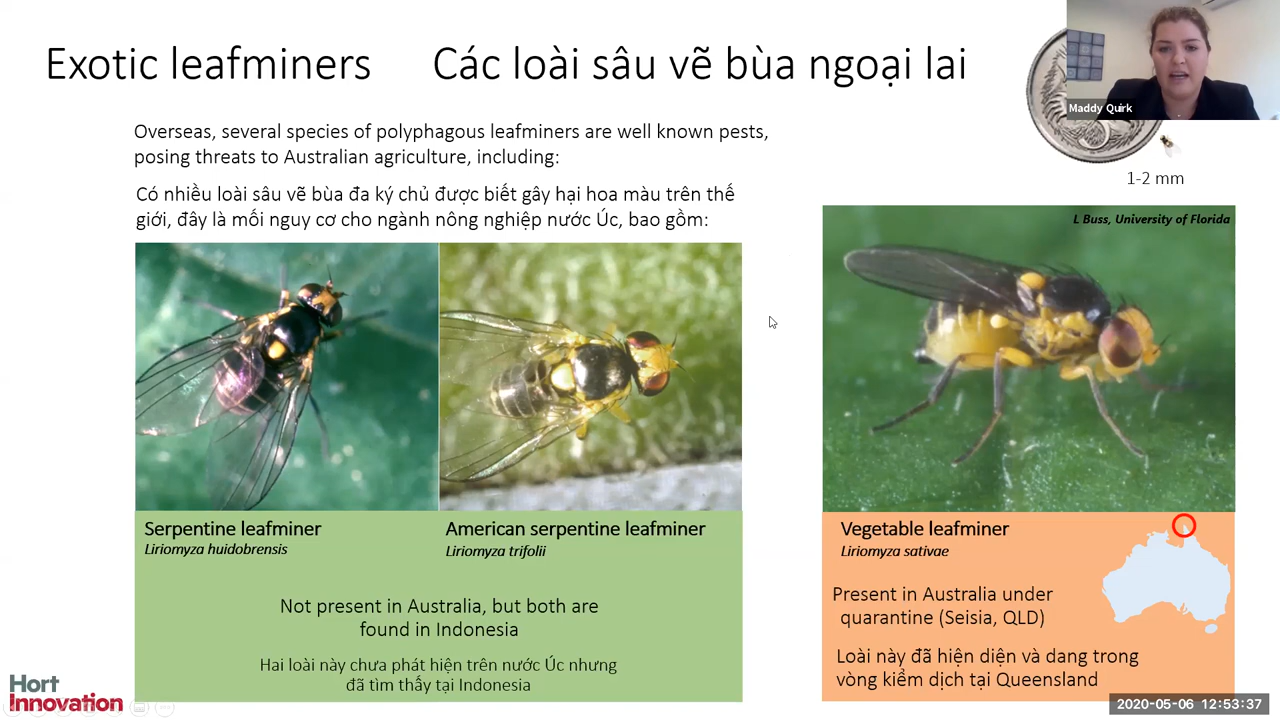 Exotic leafminers
Các loài sâu vẽ bùa ngoại lai
Maddy Quirk
Overseas, several species of polyphagous leafminers are well known pests,
posing threats to Australian agriculture, including:
1-2 mm
Có nhiều loài sâu vẽ bùa đa ký chủ được biết gây hại hoa màu trên thế
giới, đây là mối nguy cơ cho ngành nông nghiệp nước Úc, bao gồm:
L Buss, University of Florida
Serpentine leafminer
Liriomyza huidobrensis
American serpentine leafminer
Liriomyza trifolii
Not present in Australia, but both are
found in Indonesia
Hai loài này chưa phát hiện trên nước Úc nhưng
đã tìm thấy tại Indonesia
Vegetable leafminer
Liriomyza sativae
Present in Australia under
quarantine (Seisia, QLD)
Loài này đã hiện diện và dang trong
vòng kiểm dịch tại Queensland
Hort
Innovation
2020-05-06 12:53:37